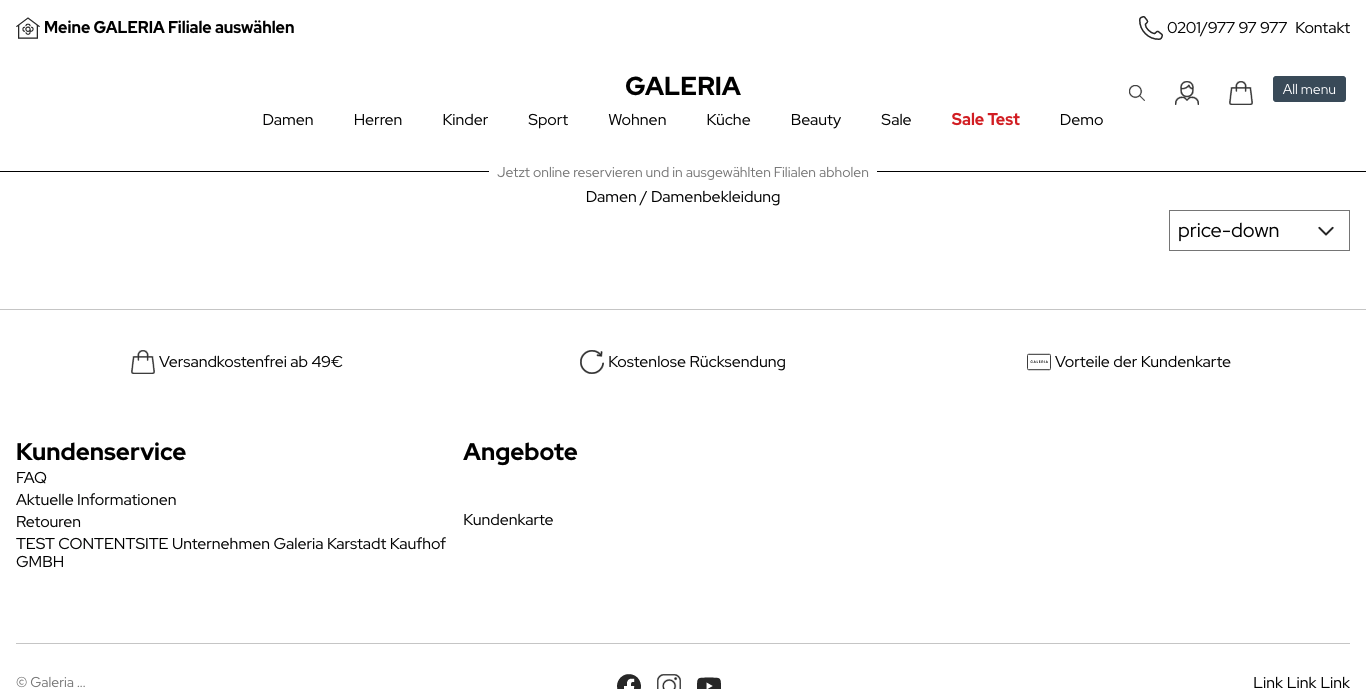 Meine GALERIA Filiale auswählen
0201/977 97 977 Kontakt
GALERIA
All menu
Damen Herren Kinder Sport Wohnen Küche Beauty Sale Sale Test Demo
Jetzt online reservieren und in ausgewählten Filialen abholen
Damen / Damenbekleidung
price-down
Versandkostenfrei ab 49€
Kostenlose Rücksendung
GALERIA
Vorteile der Kundenkarte
Kundenservice
FAQ
Aktuelle Informationen
Retouren
TEST CONTENTSITE Unternehmen Galeria Karstadt Kaufhof
GMBH
Angebote
Kundenkarte
© Galeria ...
Link Link Link